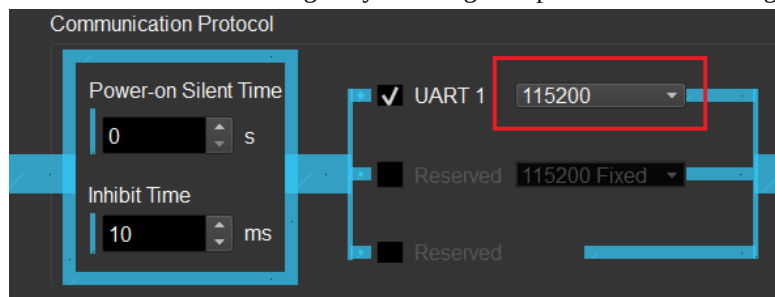 Communication Protocol
Power-on Silent Time
0 s
Inhibit Time
10 ms
UART 1 115200
Reserved 115200 Fixed
Reserved